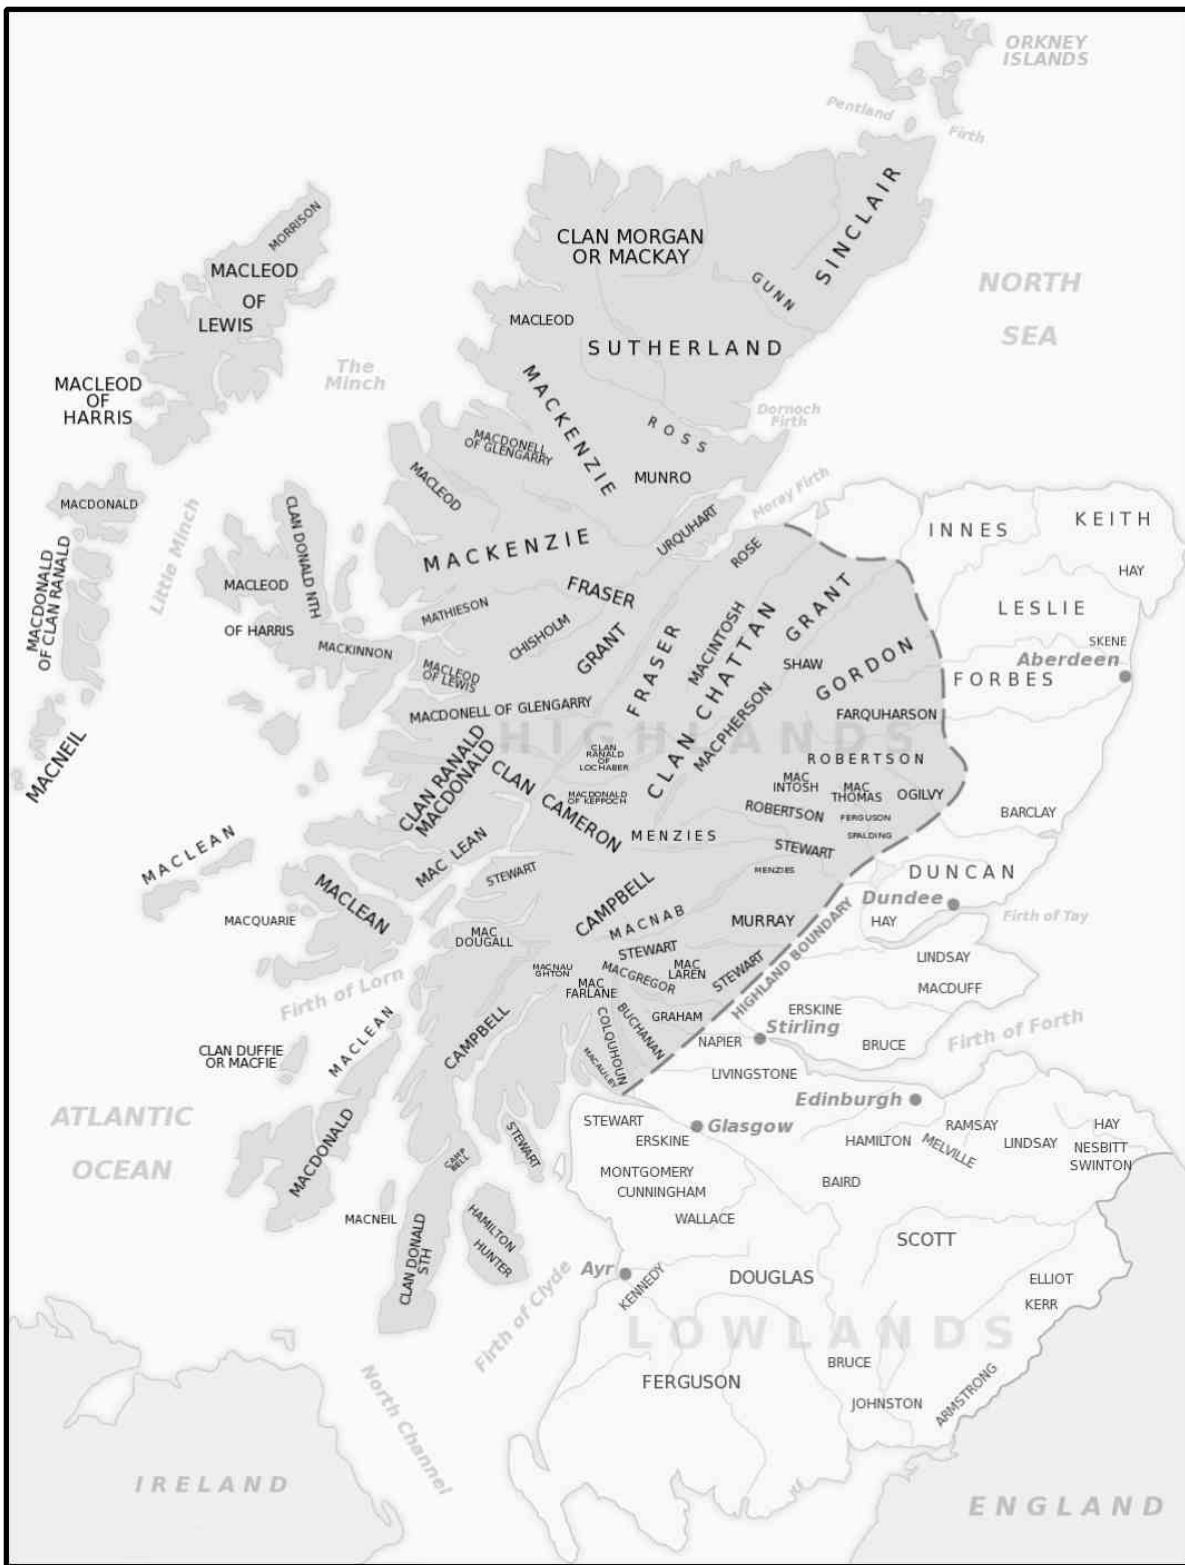 ORKNEY
ISLANDS
Pentland
Firth
SINCLAIR
CLAN MORGAN
OR MACKAY
GUNN
MORRISON
MACLEOD
OF
LEWIS
NORTH
SEA
MACLEOD
SUTHERLAND
The
Minch
MACLEOD
OF
HARRIS
MACKENZIE
ROSS
Dornoch
Firth
MACDONELL
OF GLENGARRY
MUNRO
MACLEOD
MACDONALD
Little Minch
CLAN DONALD NTH
Moray Firth
URQUHART
INNES
KEITH
MACKENZIE
ROSE
MACDONALD
OF CLAN RANALD
MACLEOD
OF HARRIS
FRASER
HAY
MATHIESON
CHISHOLM
GRANT
LESLIE
MACKINNON
GRANT
FRASER
MACINTOSH
CLAN CHATTAN
MACPHERSON
SHAW
SKENE
Aberdeen
MACLEOD
OF LEWIS
GORDON
FORBES
MACDONELL OF GLENGARRY
FARQUHARSON
HIGHLANDS
MACNEIL
CLAN RANALD
MACDONALD
CLAN
RANALD
OF
LOCHABER
ROBERTSON
CLAN CAMERON
MACDONALD
OF KEPPOCH
MAC
INTOSH
MAC
THOMAS
OGILVY
ROBERTSON
FERGUSON
BARCLAY
MENZIES
SPALDING
MACLEAN
MAC LEAN
STEWART
STEWART
MENZIES
DUNCAN
MACLEAN
CAMPBELL
Dundee
MACQUARIE
MACNAB
MURRAY
HAY
Firth of Tay
MAC
DOUGALL
STEWART
HIGHLAND BOUNDARY
LINDSAY
MACNAU
GHTON
MACGREGOR
MAC
LAREN
STEWART
MACDUFF
Firth of Lorn
MAC
FARLANE
GRAHAM
ERSKINE
BUCHANAN
COLQUHOUN
Stirling
MACLEAN
CAMPBELL
NAPIER
BRUCE
Firth of Forth
CLAN DUFFIE
OR MACFIE
MACAULEY
LIVINGSTONE
ATLANTIC
OCEAN
Edinburgh
STEWART
Glasgow
RAMSAY
HAY
MACDONALD
STEWART
ERSKINE
HAMILTON
MELVILLE
LINDSAY
NESBITT
CAMP
BELL
SWINTON
MONTGOMERY
BAIRD
CUNNINGHAM
MACNEIL
HAMILTON
WALLACE
CLAN DONALD
STH
HUNTER
SCOTT
Ayr
KENNEDY
DOUGLAS
ELLIOT
Firth of Clyde
KERR
LOWLANDS
BRUCE
FERGUSON
North Channel
JOHNSTON
ARMSTRONG
IRELAND
ENGLAND